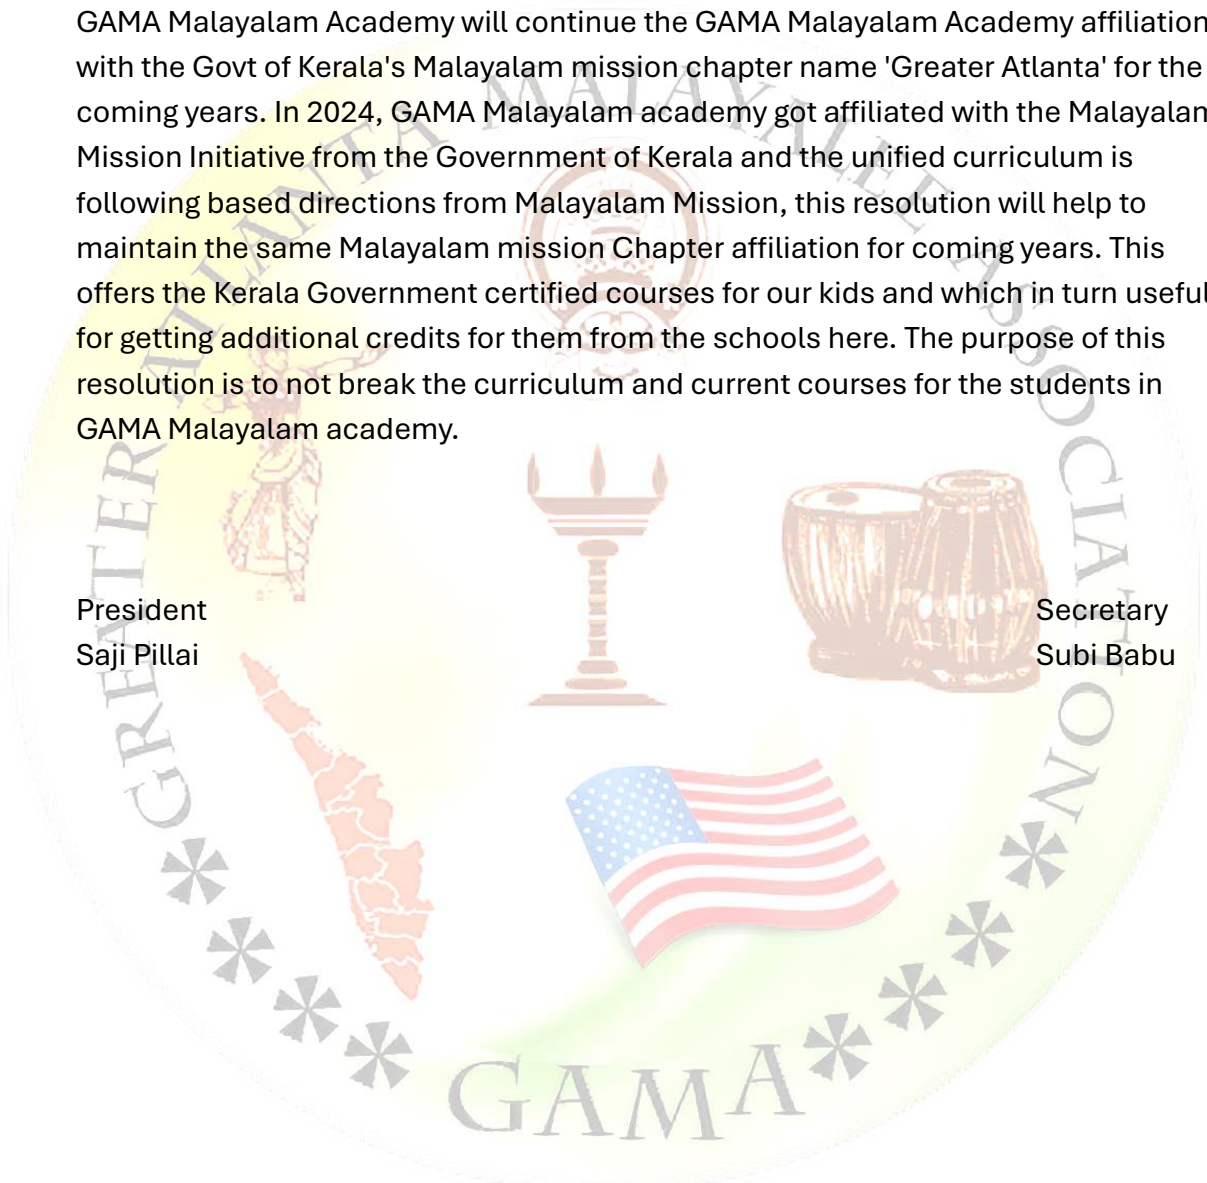 GAMA Malayalam Academy will continue the GAMA Malayalam Academy affiliation
with the Govt of Kerala's Malayalam mission chapter name 'Greater Atlanta' for the
coming years. In 2024, GAMA Malayalam academy got affiliated with the Malayalam
Mission Initiative from the Government of Kerala and the unified curriculum is
following based directions from Malayalam Mission, this resolution will help to
maintain the same Malayalam mission Chapter affiliation for coming years. This
offers the Kerala Government certified courses for our kids and which in turn useful
for getting additional credits for them from the schools here. The purpose of this
resolution is to not break the curriculum and current courses for the students in
GAMA Malayalam academy.
President
Secretary
Saji Pillai
Subi Babu
GREATER ATLANTA MALAYALEE ASSOCIATION
GAMA